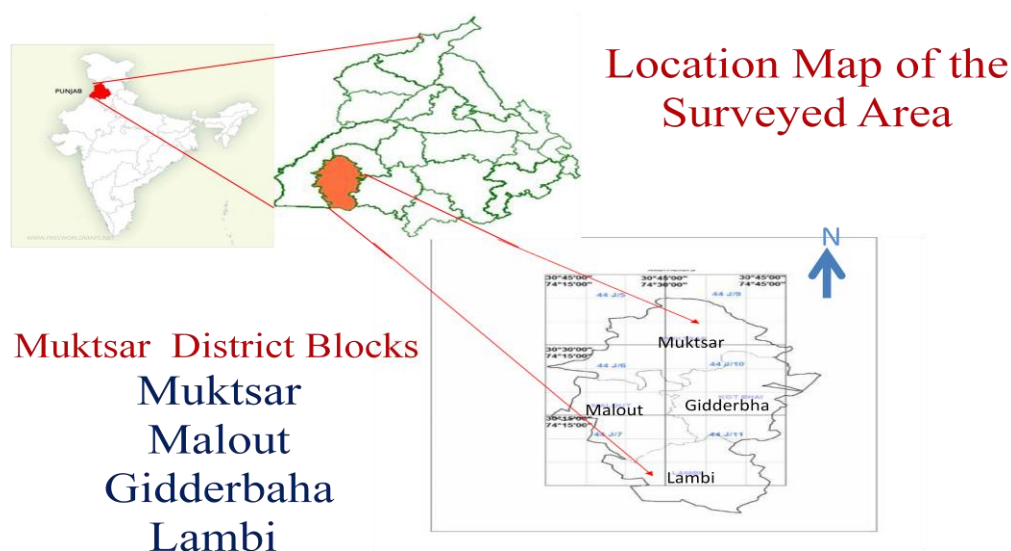 Location Map of the
Surveyed Area
PUNJAB
WWW.FREEWORLDMAPS.NET
N
30°45'00" 30°45'00" 30°45'00"
74°15'00" 74°30'00" 74°45'00"
44 J/5 44 J/9
Muktsar
30°30'00"
74°15'00"
44 J/6 44 J/10
Malout Gidderbha
30°15'00"
74°15'00"
44 J/7 44 J/11
Lambi
Muktsar District Blocks
Muktsar
Malout
Gidderbaha
Lambi